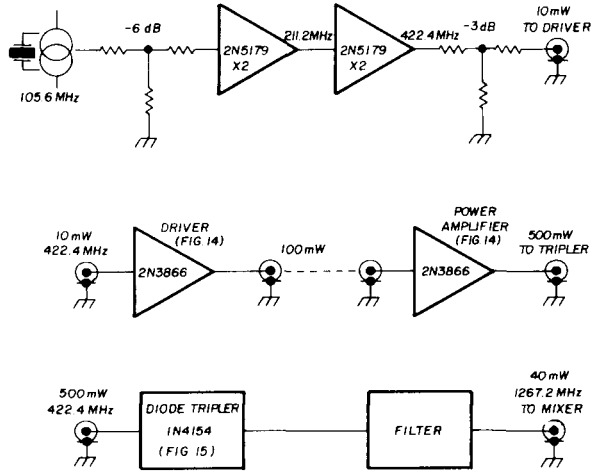 -6 dB
105.6 MHz
2N5179
X2
211.2MHz
2N5179
X2
422.4 MHz
-3dB
10mW
TO DRIVER
10mW
422.4MHz
DRIVER
(FIG 14)
2N3866
100mW
POWER
AMPLIFIER
(FIG 14)
2N3866
500mW
TO TRIPLER
500mW
422.4 MHz
DIODE TRIPLER
1N4154
(FIG 15)
FILTER
40mW
1267.2 MHz
TO MIXER